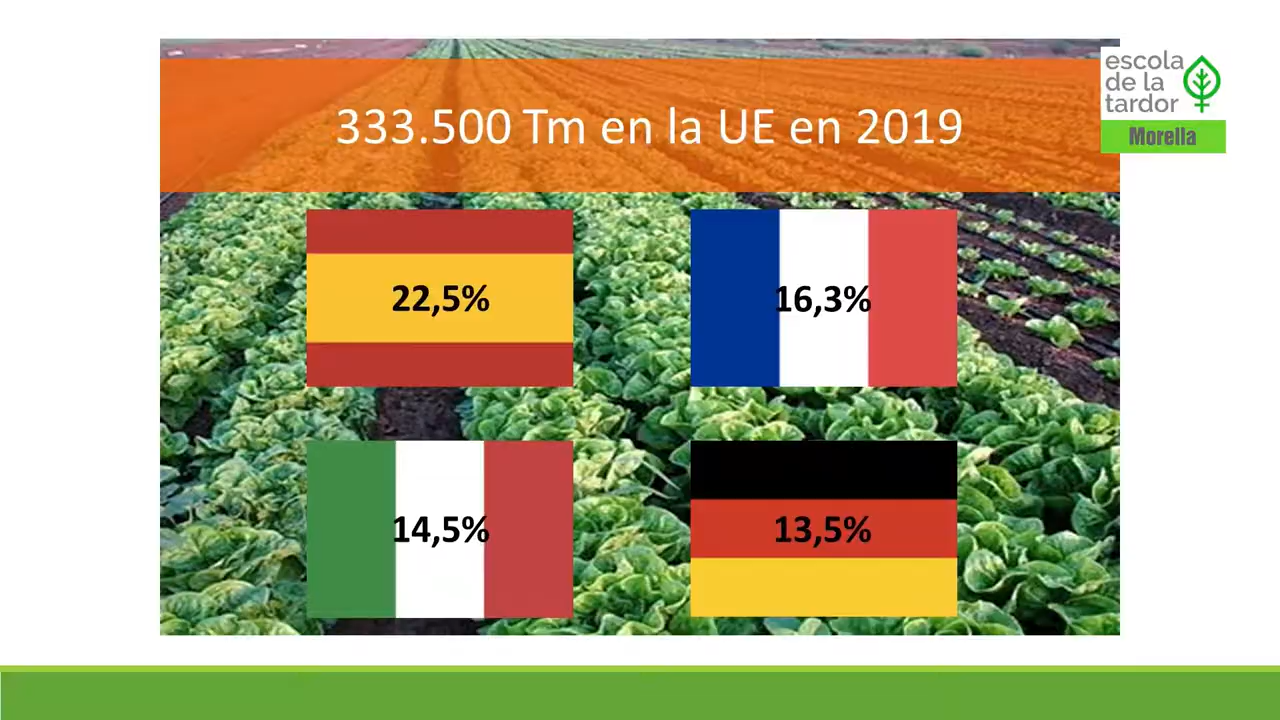 333.500 Tm en la UE en 2019
escola
de la
tardor
Morella
22,5%
16,3%
14,5%
13,5%